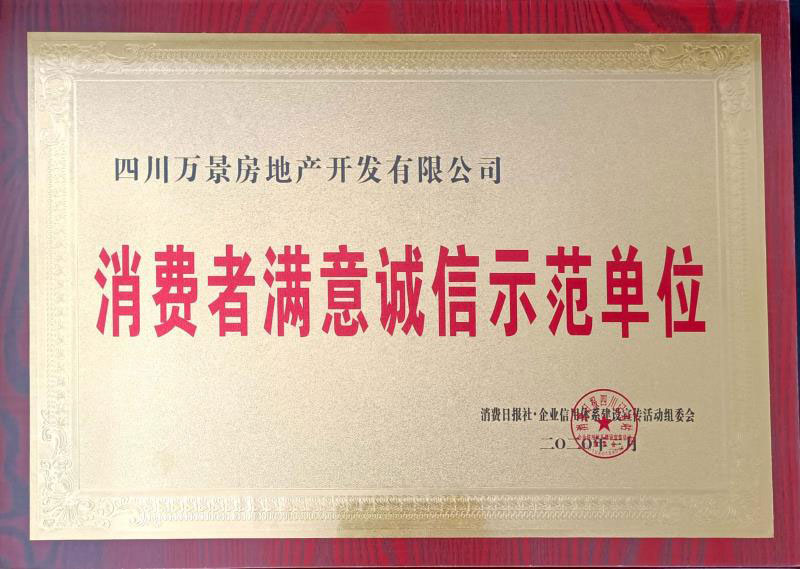 四川万景房地产开发有限公司
消费者满意诚信示范单位
消费日报社·企业信用体系建设宣传活动组委会
二〇二〇年三月